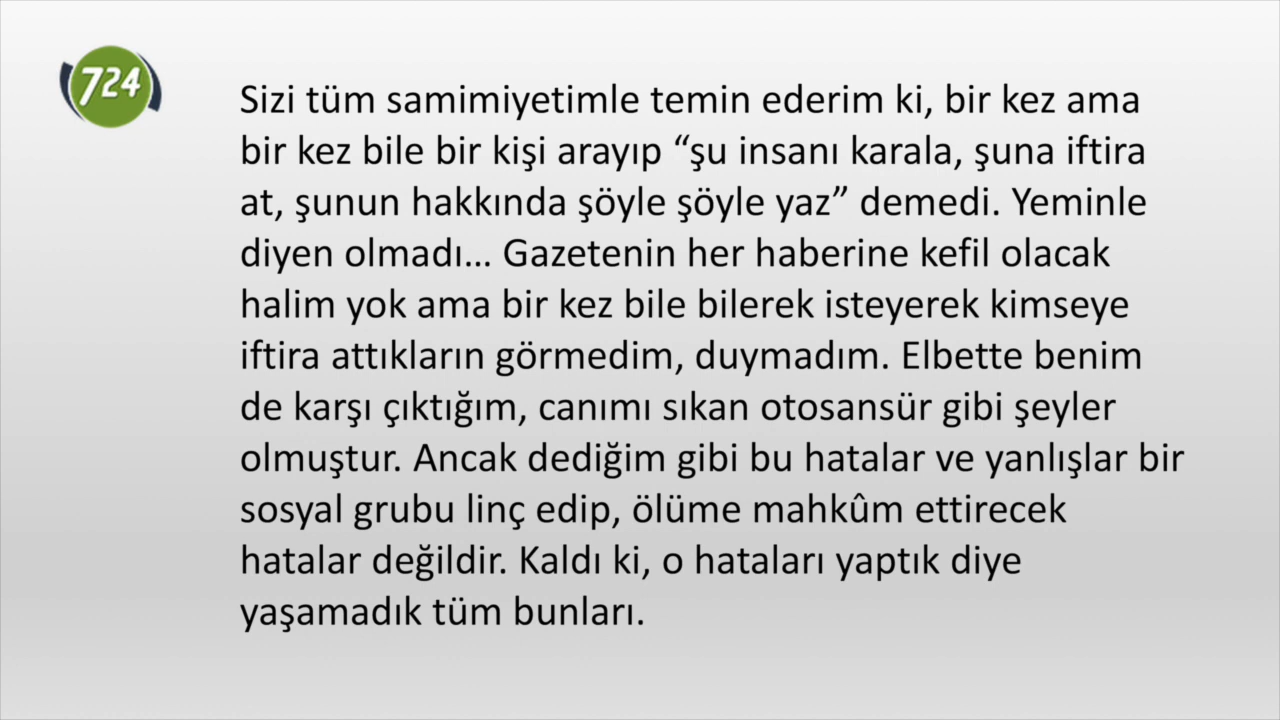 724
Sizi tüm samimiyetimle temin ederim ki, bir kez ama
bir kez bile bir kişi arayıp “şu insanı karala, şuna iftira
at, şunun hakkında şöyle şöyle yaz” demedi. Yeminle
diyen olmadı… Gazetenin her haberine kefil olacak
halim yok ama bir kez bile bilerek isteyerek kimseye
iftira attıkların görmedim, duymadım. Elbette benim
de karşı çıktığım, canımı sıkan otosansür gibi şeyler
olmuştur. Ancak dediğim gibi bu hatalar ve yanlışlar bir
sosyal grubu linç edip, ölüme mahkûm ettirecek
hatalar değildir. Kaldı ki, o hataları yaptık diye
yaşamadık tüm bunları.